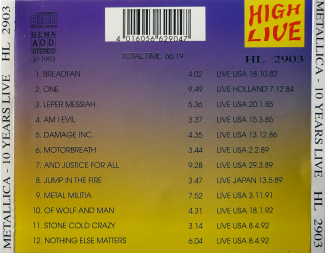 METALLICA - 10 YEARS LIVE HL 2903
DIGITAL AUDIO
GEMA
ADD
STEREO
© 1993
4 016056 629047
HIGH
LIVE
TOTAL TIME: 66.19
HL 2903
1. BREADFAN 4.02 LIVE USA 18.10.82
2. ONE 9.49 LIVE HOLLAND 7.12.84
3. LEPER MESSIAH 6.36 LIVE USA 20.1.85
4. AM I EVIL 3.37 LIVE USA 15.3.85
5. DAMAGE INC. 4.35 LIVE USA 13.12.86
6. MOTORBREATH 3.44 LIVE USA 2.2.89
7. AND JUSTICE FOR ALL 9.28 LIVE USA 29.3.89
8. JUMP IN THE FIRE 3.47 LIVE JAPAN 13.5.89
9. METAL MILITIA 7.52 LIVE USA 3.11.91
10. OF WOLF AND MAN 4.31 LIVE USA 18.1.92
11. STONE COLD CRAZY 3.14 LIVE USA 8.4.92
12. NOTHING ELSE MATTERS 6.04 LIVE USA 8.4.92
METALLICA - 10 YEARS LIVE HL 2903